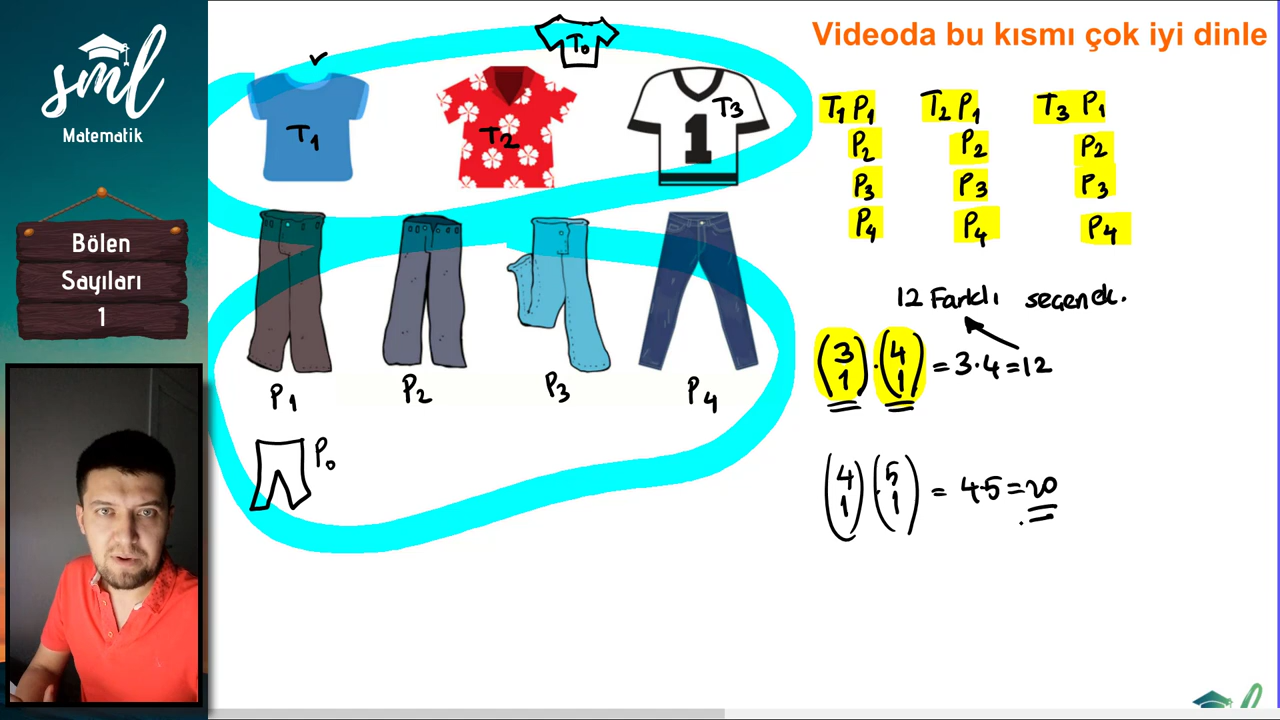 sml
Matematik
Bölen
Sayıları
1
Videoda bu kısmı çok iyi dinle
T0
T1
T2
T3
1
P1
P2
P3
P4
P0
T1 P1 T2 P1 T3 P1
P2 P2 P2
P3 P3 P3
P4 P4 P4
12 Farklı seçenek.
(3 1) · (4 1) = 3·4 = 12
(4 1) (5 1) = 4·5 = 20